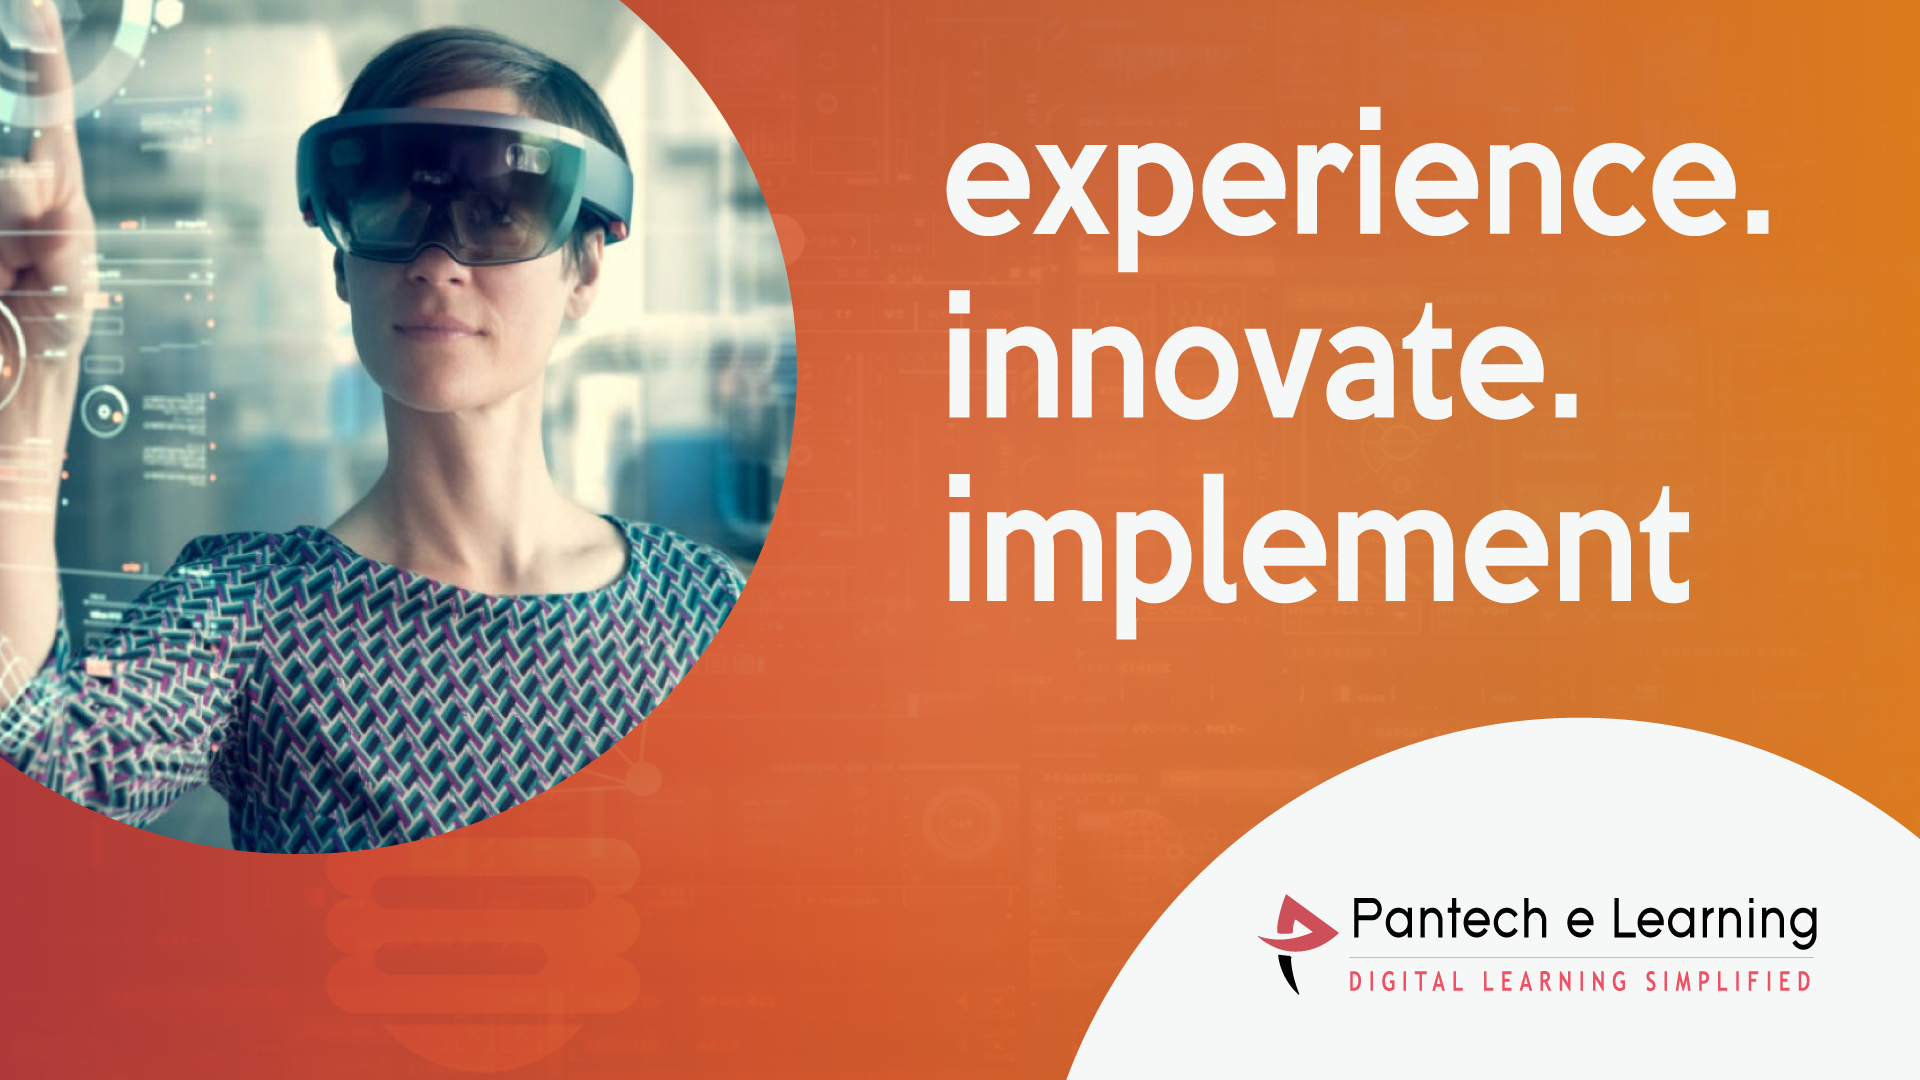 experience.
innovate.
implement
Pantech e Learning
DIGITAL LEARNING SIMPLIFIED